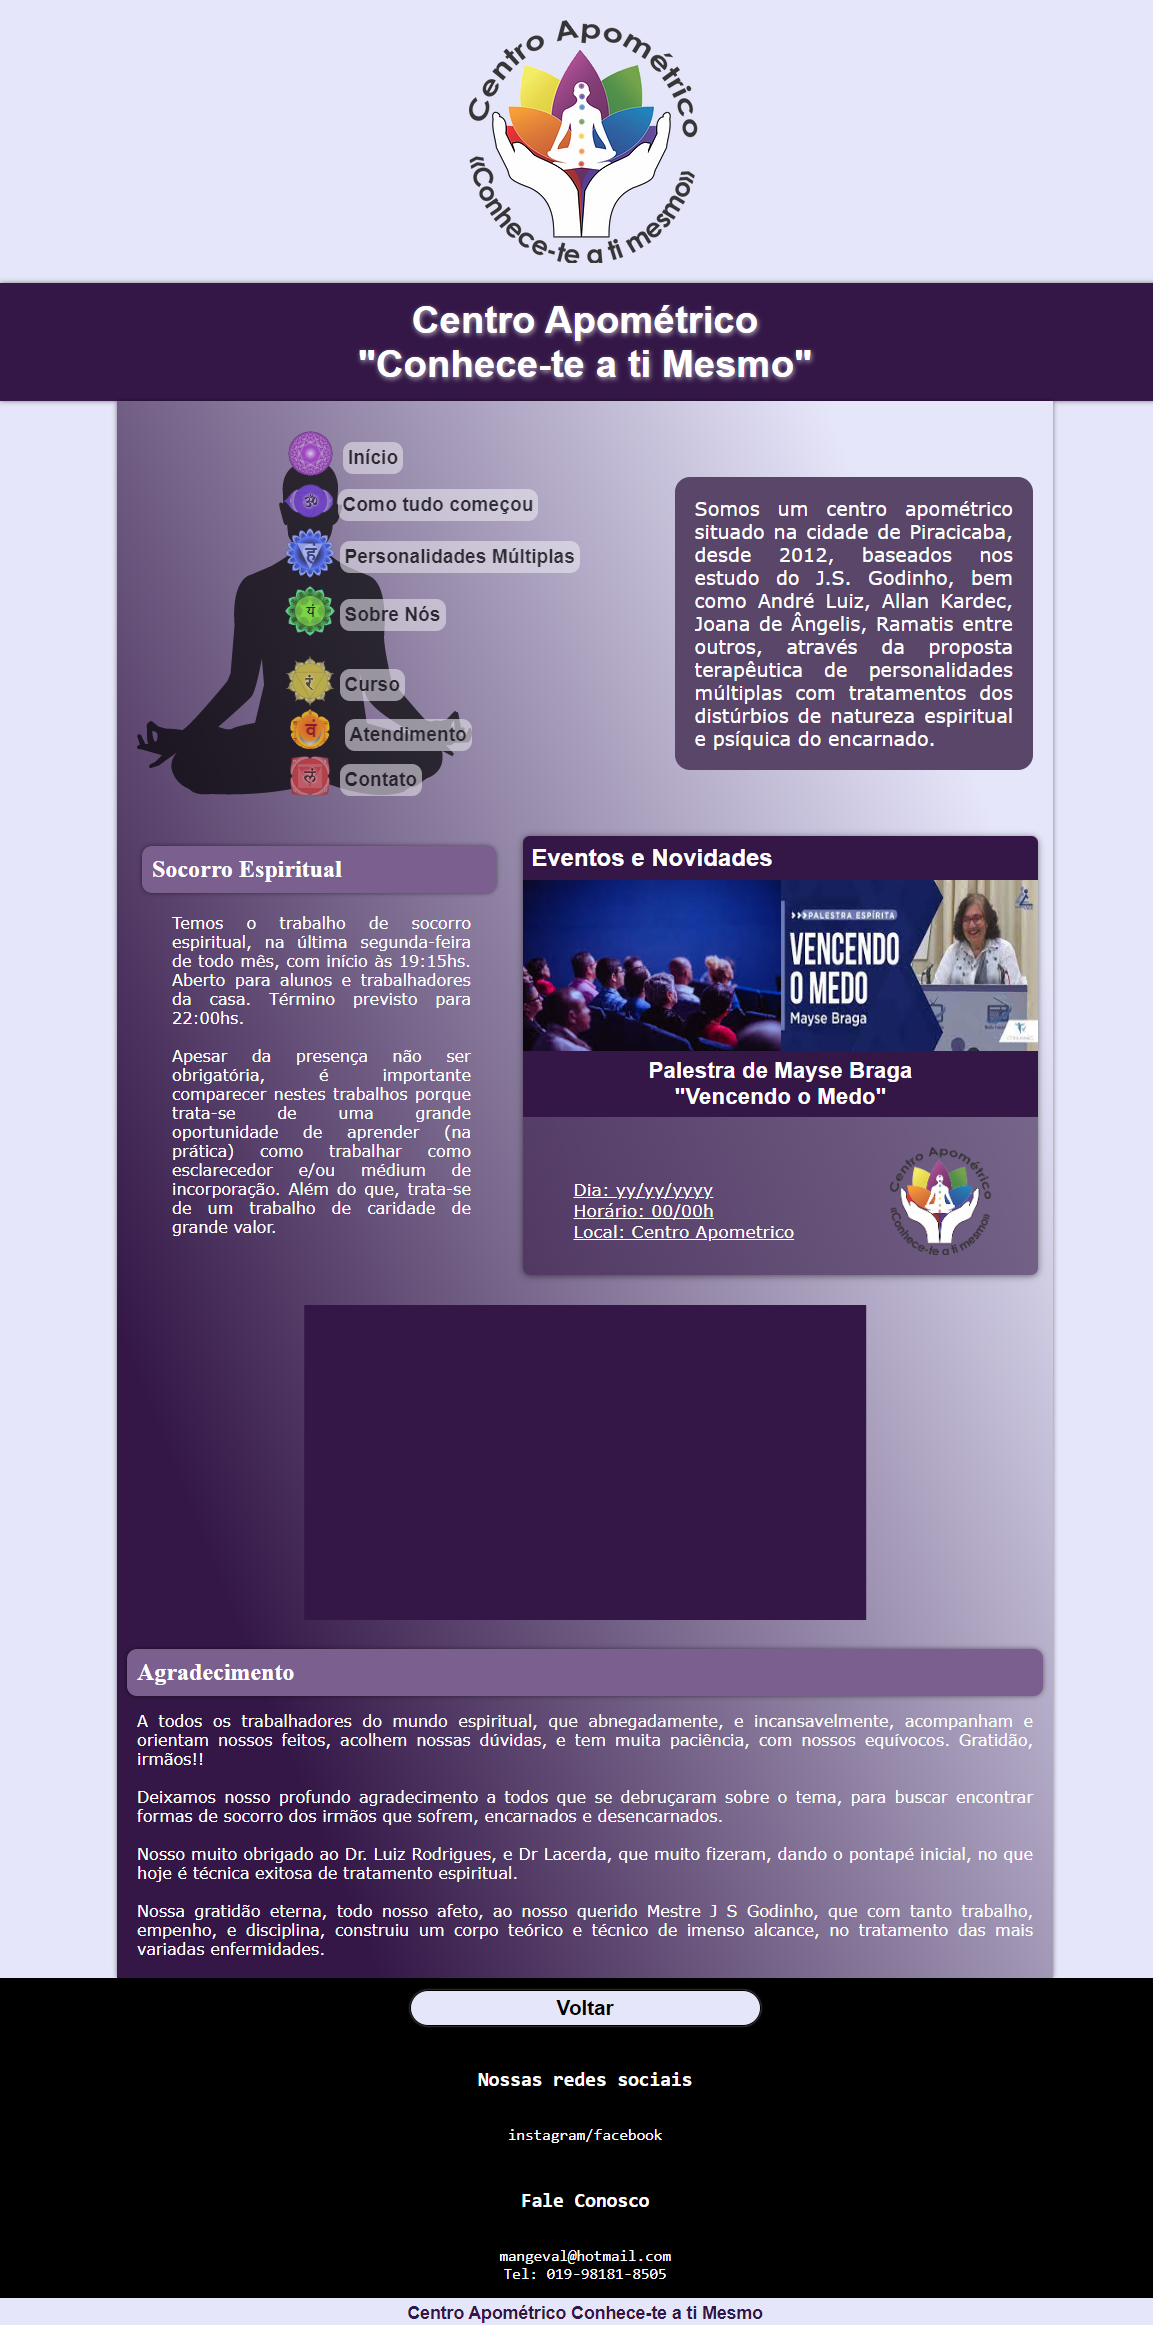 Centro Apométrico
«Conhece-te a ti mesmo»
Centro Apométrico
"Conhece-te a ti Mesmo"
Início
Como tudo começou
Personalidades Múltiplas
Sobre Nós
Curso
Atendimento
Contato
Somos um centro apométrico
situado na cidade de Piracicaba,
desde 2012, baseados nos
estudo do J.S. Godinho, bem
como André Luiz, Allan Kardec,
Joana de Ângelis, Ramatis entre
outros, através da proposta
terapêutica de personalidades
múltiplas com tratamentos dos
distúrbios de natureza espiritual
e psíquica do encarnado.
Socorro Espiritual
Temos o trabalho de socorro
espiritual, na última segunda-feira
de todo mês, com início às 19:15hs.
Aberto para alunos e trabalhadores
da casa. Término previsto para
22:00hs.
Apesar da presença não ser
obrigatória, é importante
comparecer nestes trabalhos porque
trata-se de uma grande
oportunidade de aprender (na
prática) como trabalhar como
esclarecedor e/ou médium de
incorporação. Além do que, trata-se
de um trabalho de caridade de
grande valor.
Eventos e Novidades
PALESTRA ESPÍRITA
VENCENDO
O MEDO
Mayse Braga
Palestra de Mayse Braga
"Vencendo o Medo"
Dia: yy/yy/yyyy
Horário: 00/00h
Local: Centro Apometrico
Centro Apométrico
«Conhece-te a ti mesmo»
Agradecimento
A todos os trabalhadores do mundo espiritual, que abnegadamente, e incansavelmente, acompanham e
orientam nossos feitos, acolhem nossas dúvidas, e tem muita paciência, com nossos equívocos. Gratidão,
irmãos!!
Deixamos nosso profundo agradecimento a todos que se debruçaram sobre o tema, para buscar encontrar
formas de socorro dos irmãos que sofrem, encarnados e desencarnados.
Nosso muito obrigado ao Dr. Luiz Rodrigues, e Dr Lacerda, que muito fizeram, dando o pontapé inicial, no que
hoje é técnica exitosa de tratamento espiritual.
Nossa gratidão eterna, todo nosso afeto, ao nosso querido Mestre J S Godinho, que com tanto trabalho,
empenho, e disciplina, construiu um corpo teórico e técnico de imenso alcance, no tratamento das mais
variadas enfermidades.
Voltar
Nossas redes sociais
instagram/facebook
Fale Conosco
mangeval@hotmail.com
Tel: 019-98181-8505
Centro Apométrico Conhece-te a ti Mesmo